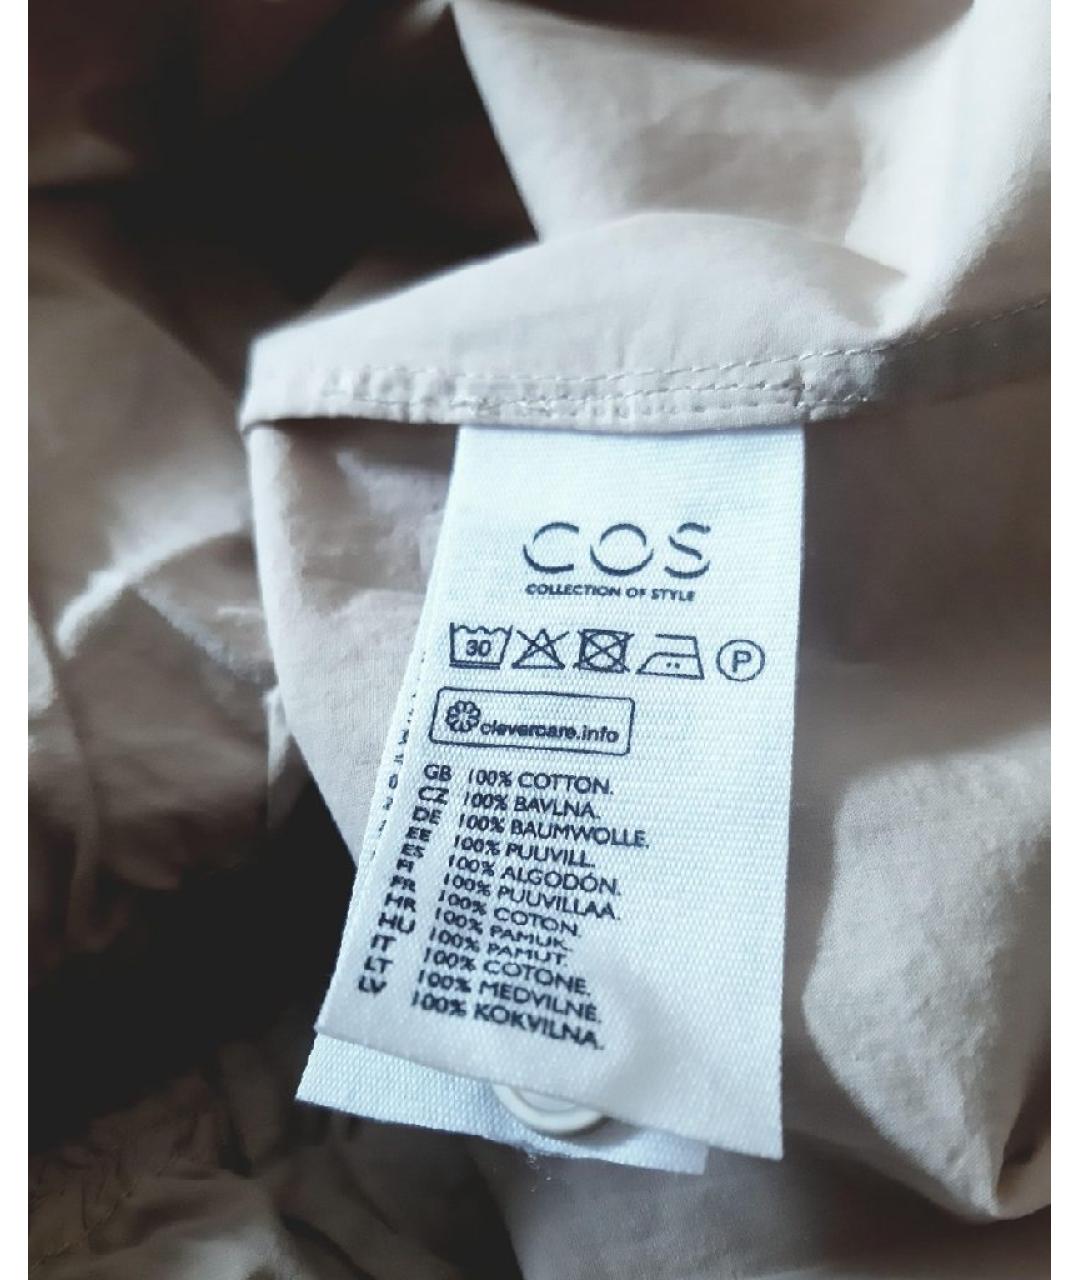 COS
COLLECTION OF STYLE
30 P
clevercare.info
GB 100% COTTON.
CZ 100% BAVLNA.
DE 100% BAUMWOLLE.
EE 100% PUUVILL.
ES 100% ALGODÓN.
FI 100% PUUVILLAA.
FR 100% COTON.
HR 100% PAMUK.
HU 100% PAMUT.
IT 100% COTONE.
LT 100% MEDVILNĖ.
LV 100% KOKVILNA.